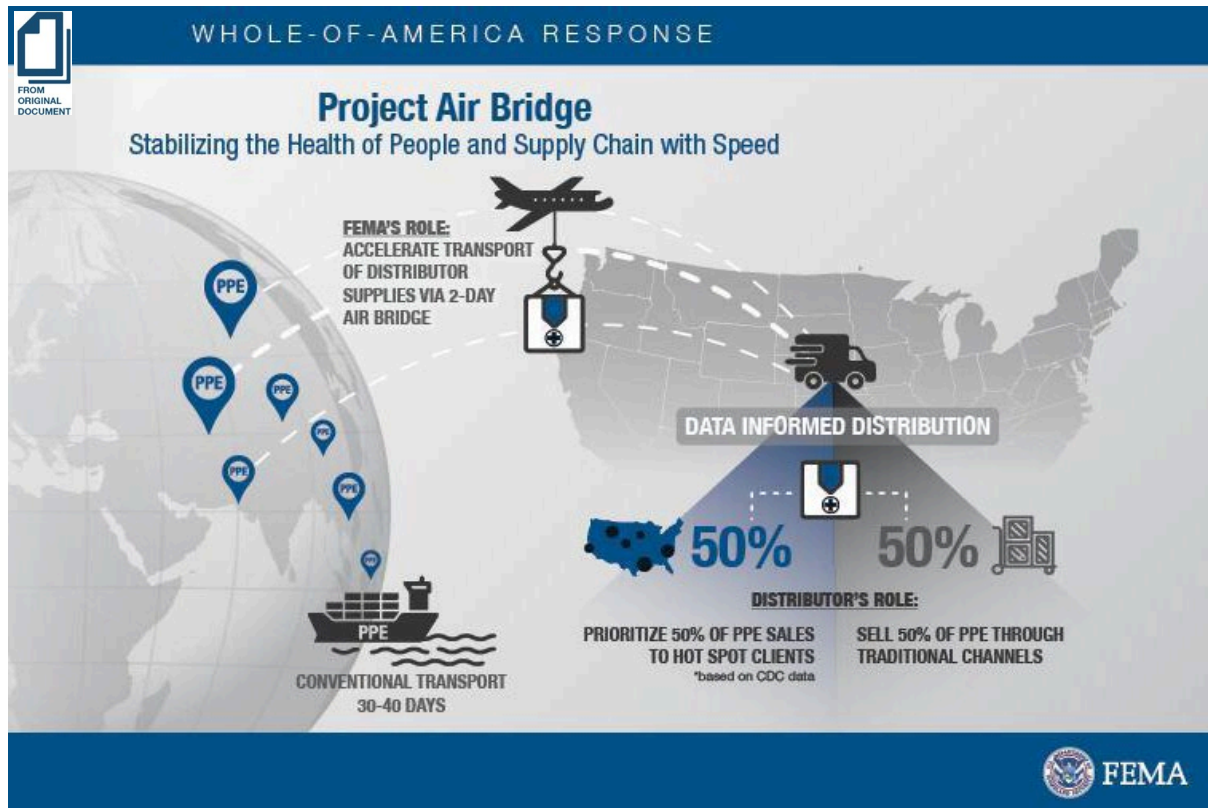 WHOLE-OF-AMERICA RESPONSE
FROM
ORIGINAL
DOCUMENT
Project Air Bridge
Stabilizing the Health of People and Supply Chain with Speed
FEMA'S ROLE:
ACCELERATE TRANSPORT
OF DISTRIBUTOR
SUPPLIES VIA 2-DAY
AIR BRIDGE
PPE
PPE
PPE
PPE
PPE
PPE
PPE
PPE
CONVENTIONAL TRANSPORT
30-40 DAYS
DATA INFORMED DISTRIBUTION
50%
50%
DISTRIBUTOR'S ROLE:
PRIORITIZE 50% OF PPE SALES
TO HOT SPOT CLIENTS
*based on CDC data
SELL 50% OF PPE THROUGH
TRADITIONAL CHANNELS
FEMA